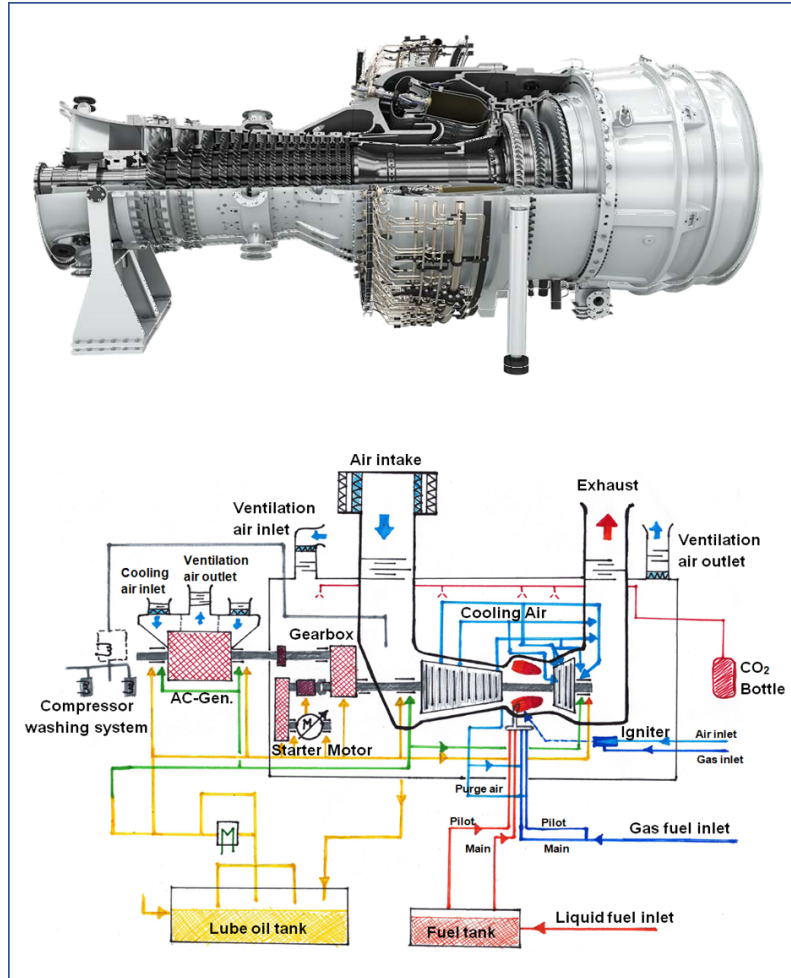 Air intake
Exhaust
Ventilation
air inlet
Ventilation
air outlet
Ventilation
air outlet
Cooling
air inlet
Cooling Air
Gearbox
CO₂
Bottle
Compressor
washing system
AC-Gen.
Starter Motor
M
Igniter
Air inlet
Gas inlet
Purge air
Pilot
Main
Pilot
Main
Gas fuel inlet
M
Lube oil tank
Fuel tank
Liquid fuel inlet